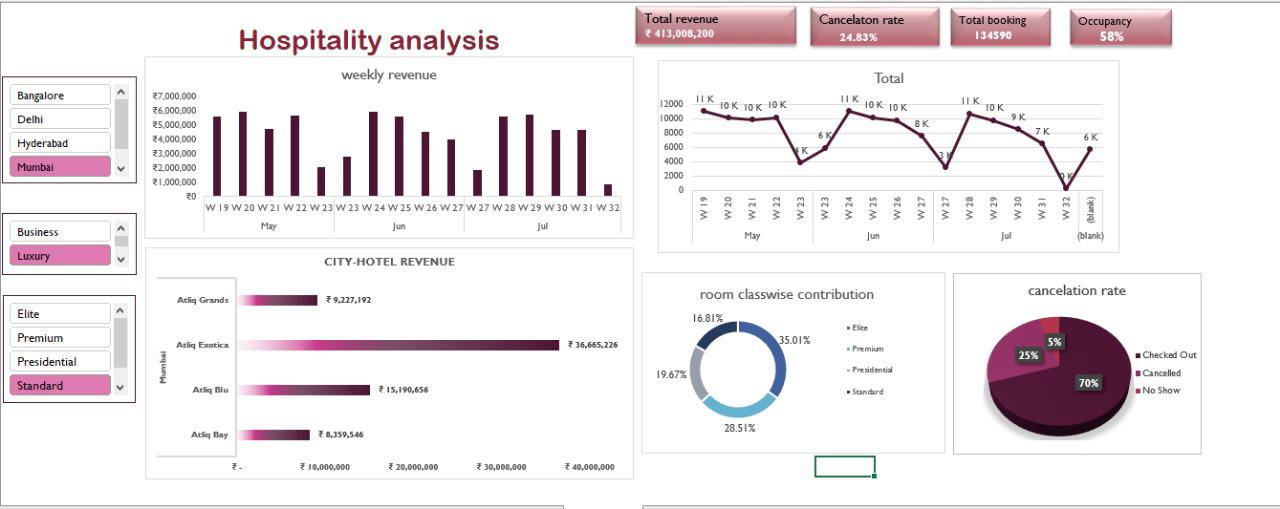 Hospitality analysis
Total revenue
₹ 413,008,200
Cancelaton rate
24.83%
Total booking
134590
Occupancy
58%
Bangalore
Delhi
Hyderabad
Mumbai
Business
Luxury
Elite
Premium
Presidential
Standard
weekly revenue
₹7,000,000
₹6,000,000
₹5,000,000
₹4,000,000
₹3,000,000
₹2,000,000
₹1,000,000
₹0
W 19 W 20 W 21 W 22 W 23 W 23 W 24 W 25 W 26 W 27 W 27 W 28 W 29 W 30 W 31 W 32
May Jun Jul
Total
12000
10000
8000
6000
4000
2000
0
11 K 10 K 10 K 10 K 4 K 6 K 11 K 10 K 10 K 8 K 3 K 11 K 10 K 9 K 7 K 0 K 6 K
W 19 W 20 W 21 W 22 W 23 W 23 W 24 W 25 W 26 W 27 W 27 W 28 W 29 W 30 W 31 W 32 (blank)
May Jun Jul (blank)
CITY-HOTEL REVENUE
Mumbai
Atliq Grands ₹ 9,227,192
Atliq Exotica ₹ 36,665,226
Atliq Blu ₹ 15,190,656
Atliq Bay ₹ 8,359,546
₹ - ₹ 10,000,000 ₹ 20,000,000 ₹ 30,000,000 ₹ 40,000,000
room classwise contribution
16.81%
35.01%
19.67%
28.51%
Elite
Premium
Presidential
Standard
cancelation rate
5%
25%
70%
Checked Out
Cancelled
No Show